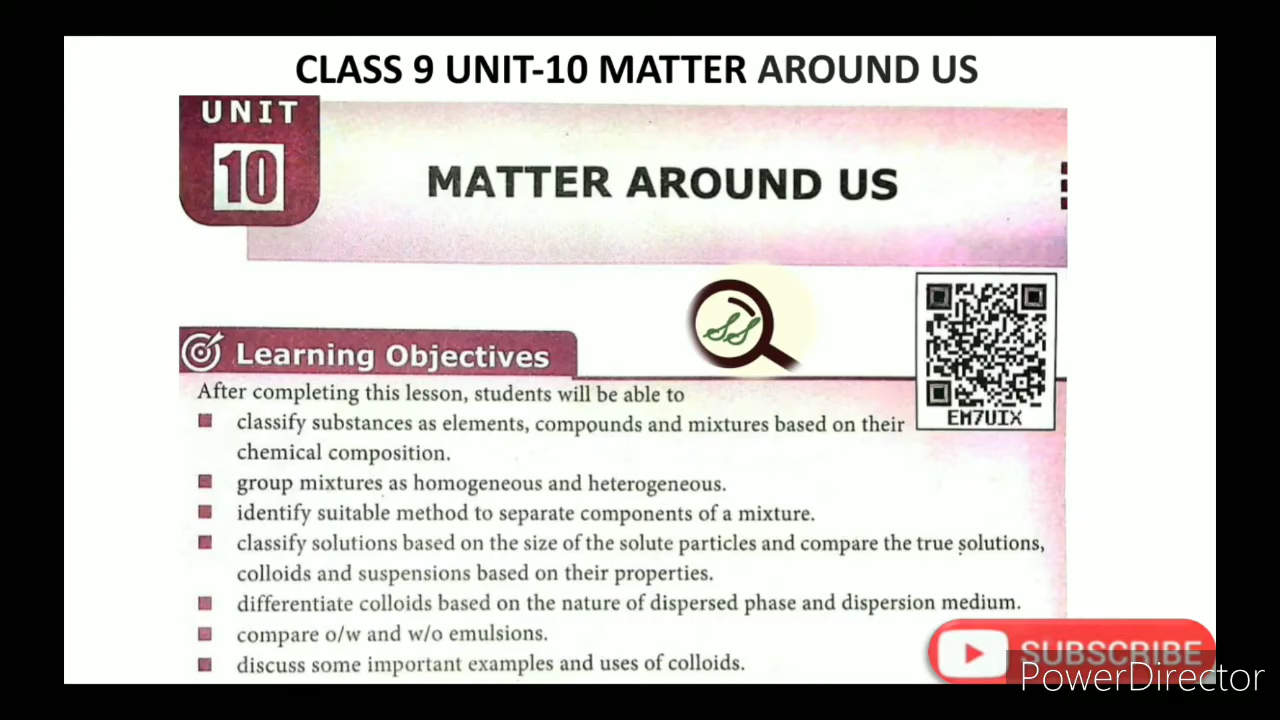 CLASS 9 UNIT-10 MATTER AROUND US
UNIT
10
MATTER AROUND US
EM7UIX
Learning Objectives
After completing this lesson, students will be able to
classify substances as elements, compounds and mixtures based on their
chemical composition.
group mixtures as homogeneous and heterogeneous.
identify suitable method to separate components of a mixture.
classify solutions based on the size of the solute particles and compare the true solutions,
colloids and suspensions based on their properties.
differentiate colloids based on the nature of dispersed phase and dispersion medium.
compare o/w and w/o emulsions.
discuss some important examples and uses of colloids.
SUBSCRIBE
PowerDirector